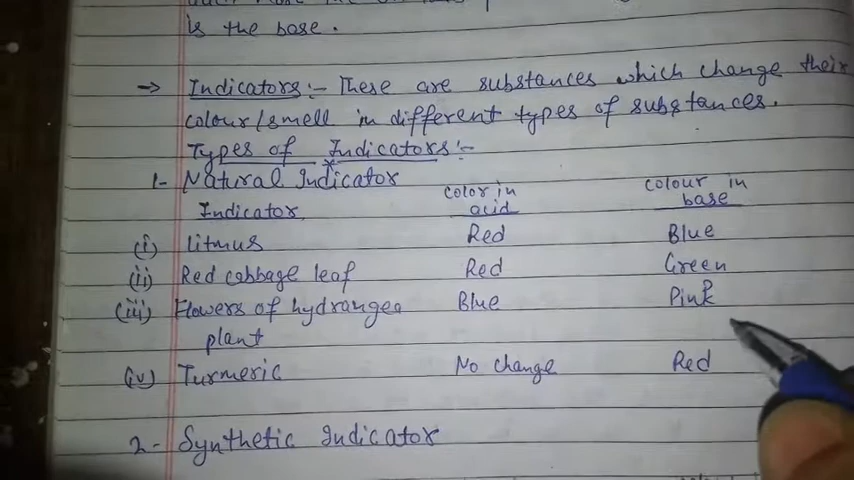 is the base.
→ Indicators:- These are substances which change their
colour/smell in different types of substances.
Types of Indicators:-
1- Natural Indicator
Indicator color in acid colour in base
(i) litmus Red Blue
(ii) Red cabbage leaf Red Green
(iii) Flowers of hydrangea Blue Pink
plant
(iv) Turmeric No change Red
2- Synthetic Indicator